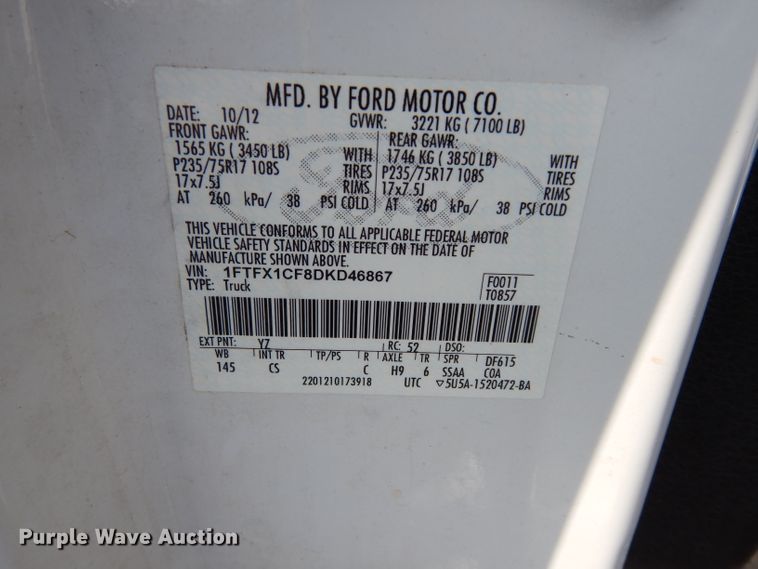 MFD. BY FORD MOTOR CO.
DATE: 10/12 GVWR: 3221 KG ( 7100 LB)
FRONT GAWR: REAR GAWR:
1565 KG ( 3450 LB) WITH 1746 KG ( 3850 LB) WITH
P235/75R17 108S TIRES P235/75R17 108S TIRES
17x7.5J RIMS 17x7.5J RIMS
AT 260 kPa/ 38 PSI COLD AT 260 kPa/ 38 PSI COLD
THIS VEHICLE CONFORMS TO ALL APPLICABLE FEDERAL MOTOR
VEHICLE SAFETY STANDARDS IN EFFECT ON THE DATE OF
MANUFACTURE SHOWN ABOVE.
VIN: 1FTFX1CF8DKD46867 F0011
TYPE: Truck T0857
EXT PNT: YZ RC: 52 DSO:
WB INT TR TP/PS R AXLE TR SPR DF615
145 CS C H9 6 SSAA COA
2201210173918 UTC ▽5U5A-1520472-BA
Purple Wave Auction